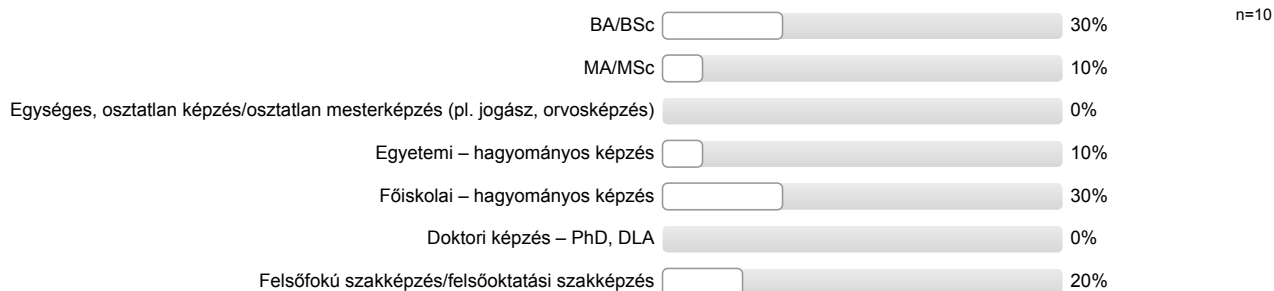 BA/BSc 30% n=10
MA/MSc 10%
Egységes, osztatlan képzés/osztatlan mesterképzés (pl. jogász, orvosképzés) 0%
Egyetemi – hagyományos képzés 10%
Főiskolai – hagyományos képzés 30%
Doktori képzés – PhD, DLA 0%
Felsőfokú szakképzés/felsőoktatási szakképzés 20%